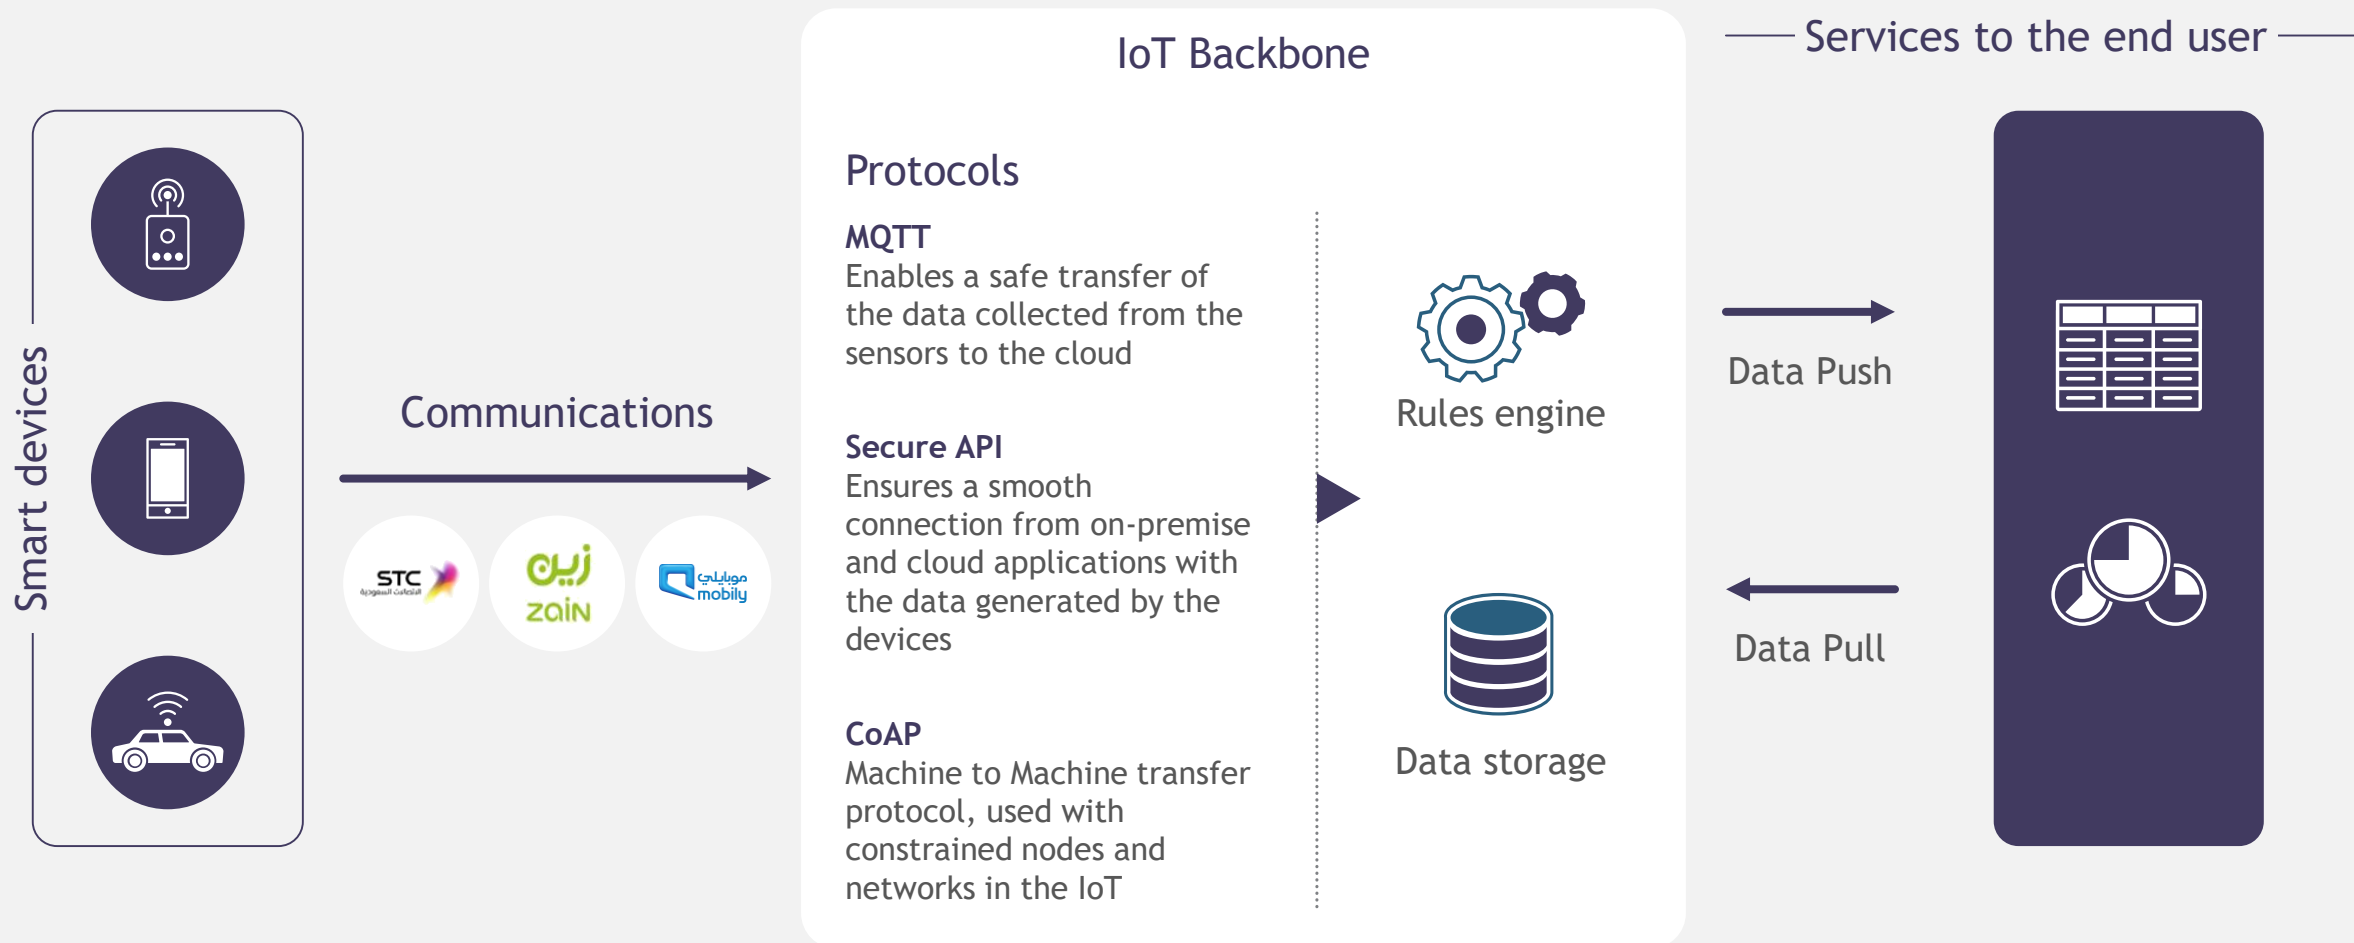 IoT Backbone
Services to the end user
Smart devices
Communications
STC
الاتصالات السعودية
زين
zain
موبايلي
mobily
Protocols
MQTT
Enables a safe transfer of
the data collected from the
sensors to the cloud
Secure API
Ensures a smooth
connection from on-premise
and cloud applications with
the data generated by the
devices
CoAP
Machine to Machine transfer
protocol, used with
constrained nodes and
networks in the IoT
Rules engine
Data storage
Data Push
Data Pull